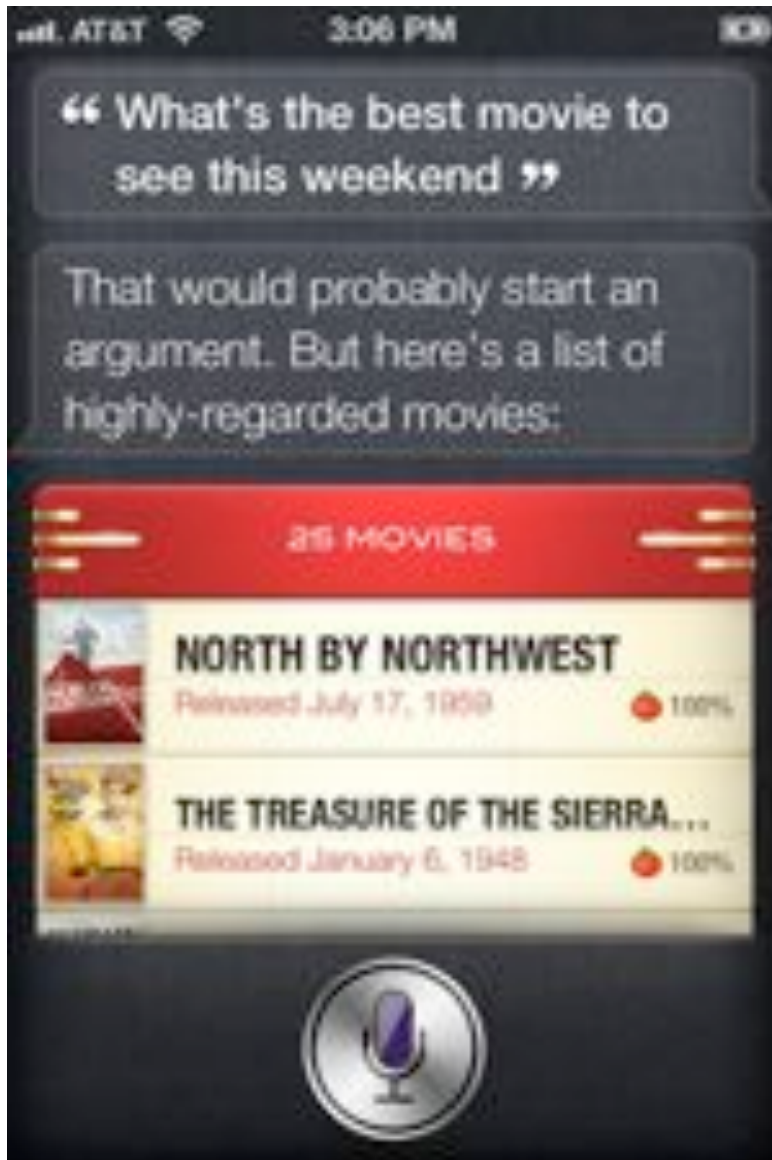 AT&T 3:06 PM
“ What's the best movie to
see this weekend ”
That would probably start an
argument. But here's a list of
highly-regarded movies:
25 MOVIES
NORTH BY NORTHWEST
Released July 17, 1959 100%
THE TREASURE OF THE SIERRA...
Released January 6, 1948 100%